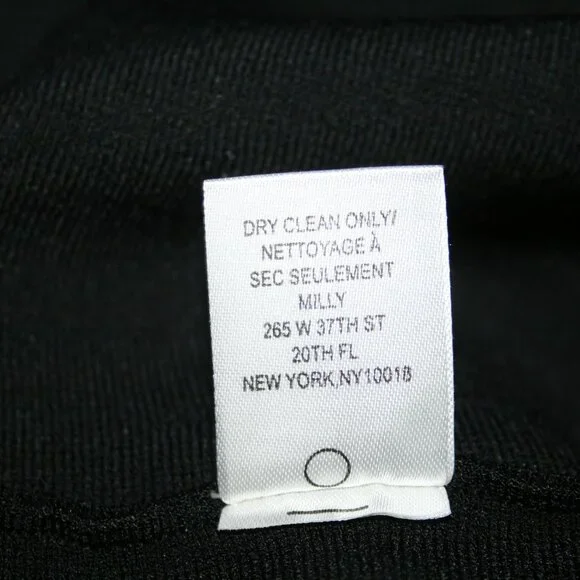 DRY CLEAN ONLY/
NETTOYAGE À
SEC SEULEMENT
MILLY
265 W 37TH ST
20TH FL
NEW YORK,NY10018